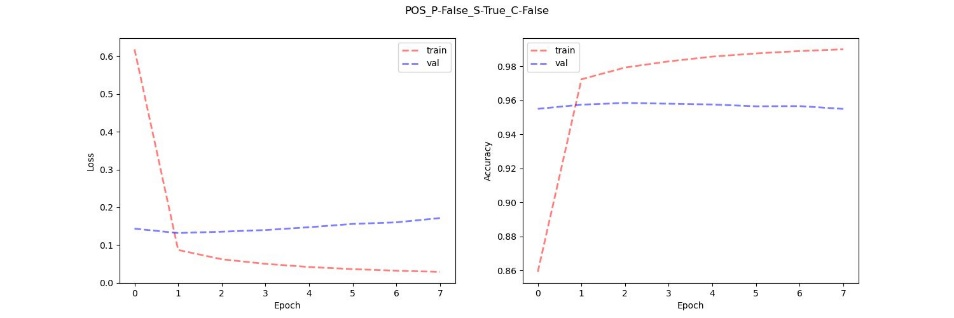 POS_P-False_S-True_C-False
train
val
Loss
0.6
0.5
0.4
0.3
0.2
0.1
0.0
0 1 2 3 4 5 6 7
Epoch
train
val
Accuracy
0.98
0.96
0.94
0.92
0.90
0.88
0.86
0 1 2 3 4 5 6 7
Epoch